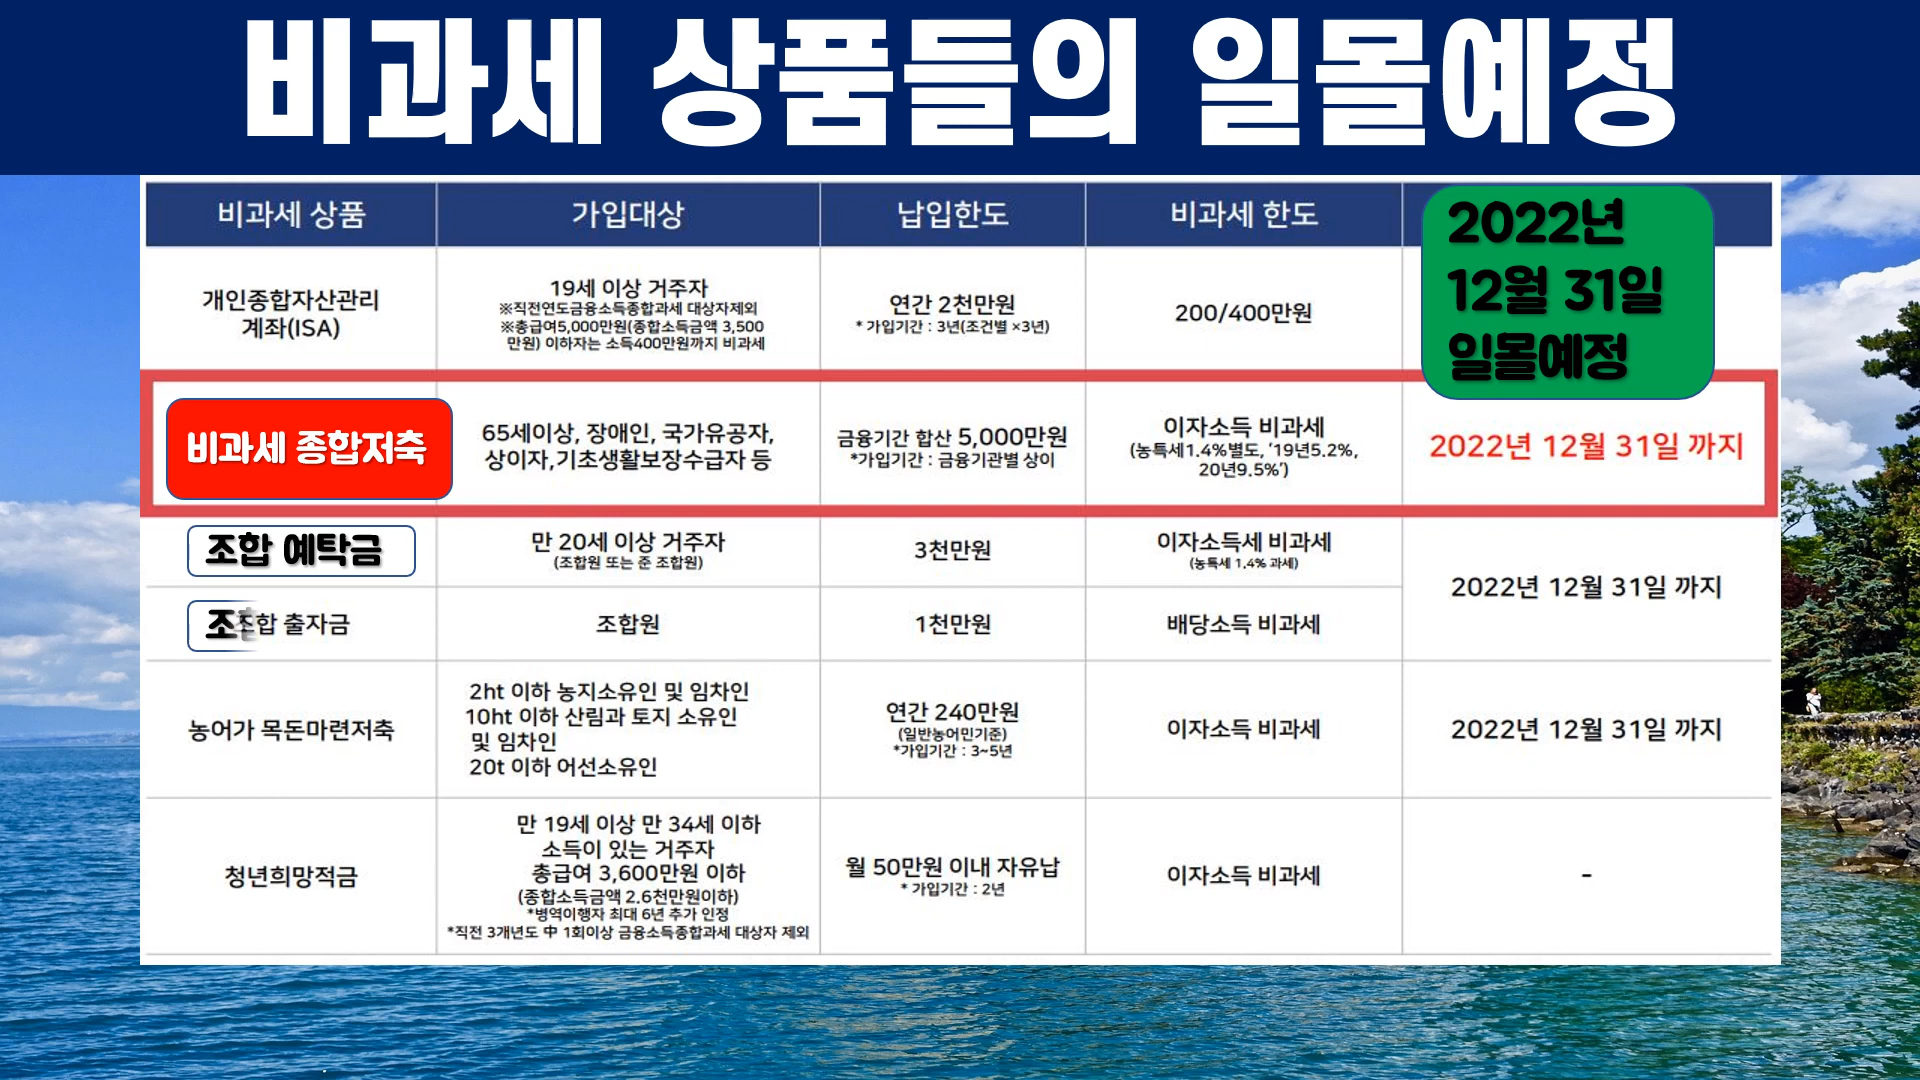 비과세 상품들의 일몰예정
비과세 상품
가입대상
납입한도
비과세 한도
2022년
12월 31일
일몰예정
개인종합자산관리
계좌(ISA)
19세 이상 거주자
※직전연도금융소득종합과세 대상자제외
※총급여5,000만원(종합소득금액 3,500
만원) 이하자는 소득400만원까지 비과세
연간 2천만원
* 가입기간 : 3년(조건별 ×3년)
200/400만원
비과세 종합저축
65세이상, 장애인, 국가유공자,
상이자,기초생활보장수급자 등
금융기간 합산 5,000만원
*가입기간 : 금융기관별 상이
이자소득 비과세
(농특세1.4%별도, ‘19년5.2%,
20년9.5%’)
2022년 12월 31일 까지
조합 예탁금
만 20세 이상 거주자
(조합원 또는 준 조합원)
3천만원
이자소득세 비과세
(농특세 1.4% 과세)
2022년 12월 31일 까지
조합 출자금
조합원
1천만원
배당소득 비과세
농어가 목돈마련저축
2ht 이하 농지소유인 및 임차인
10ht 이하 산림과 토지 소유인
및 임차인
20t 이하 어선소유인
연간 240만원
(일반농어민기준)
*가입기간 : 3~5년
이자소득 비과세
2022년 12월 31일 까지
청년희망적금
만 19세 이상 만 34세 이하
소득이 있는 거주자
총급여 3,600만원 이하
(종합소득금액 2.6천만원이하)
*병역이행자 최대 6년 추가 인정
*직전 3개년도 中 1회이상 금융소득종합과세 대상자 제외
월 50만원 이내 자유납
* 가입기간 : 2년
이자소득 비과세
-